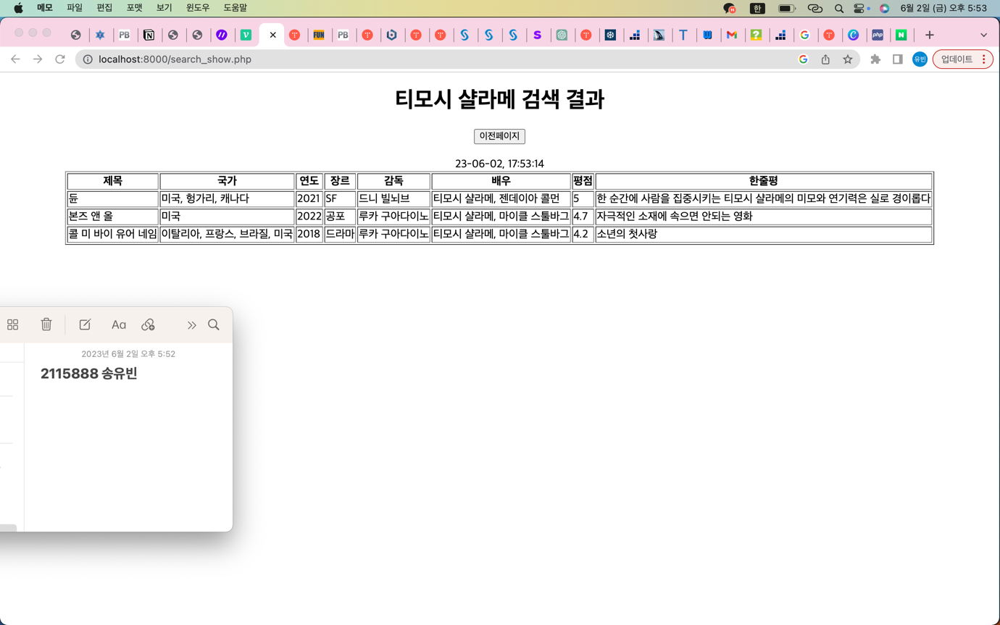 메모 파일 편집 포맷 보기 윈도우 도움말 한 6월 2일 (금) 오후 5:53
PB FUN PB php N
localhost:8000/search_show.php 유빈 업데이트
티모시 샬라메 검색 결과
이전페이지
23-06-02, 17:53:14
제목 국가 연도 장르 감독 배우 평점 한줄평
듄 미국, 헝가리, 캐나다 2021 SF 드니 빌뇌브 티모시 샬라메, 젠데이아 콜먼 5 한 순간에 사람을 집중시키는 티모시 샬라메의 미모와 연기력은 실로 경이롭다
본즈 앤 올 미국 2022 공포 루카 구아다이노 티모시 샬라메, 마이클 스툴바그 4.7 자극적인 소재에 속으면 안되는 영화
콜 미 바이 유어 네임 이탈리아, 프랑스, 브라질, 미국 2018 드라마 루카 구아다이노 티모시 샬라메, 마이클 스툴바그 4.2 소년의 첫사랑
Aa
2023년 6월 2일 오후 5:52
2115888 송유빈